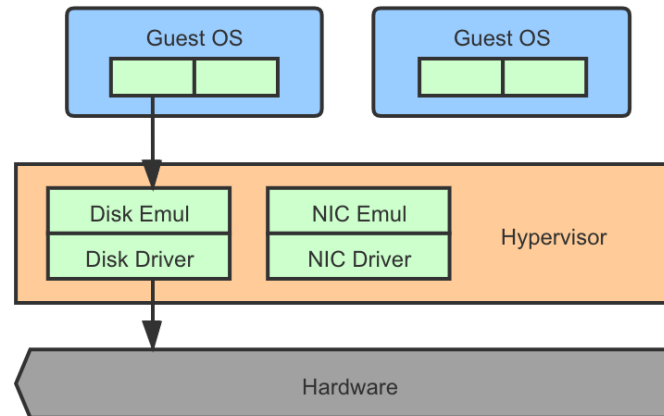 Guest OS
Guest OS
Disk Emul
NIC Emul
Disk Driver
NIC Driver
Hypervisor
Hardware